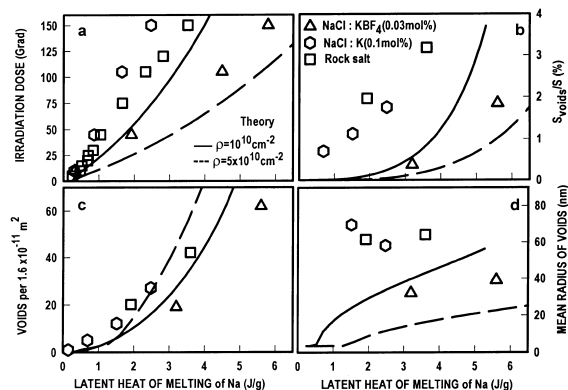 a
IRRADIATION DOSE (Grad)
150
125
100
75
50
25
0
Theory
ρ=10¹⁰cm⁻²
ρ=5x10¹⁰cm⁻²
NaCl : KBF₄(0.03mol%)
NaCl : K(0.1mol%)
Rock salt
b
4
3
2
1
0
Svoids/S (%)
c
VOIDS per 1.6 x10⁻¹¹ m²
60
40
20
0
0 1 2 3 4 5 6
LATENT HEAT OF MELTING of Na (J/g)
d
80
60
40
20
0
MEAN RADIUS OF VOIDS (nm)
0 1 2 3 4 5 6
LATENT HEAT OF MELTING of Na (J/g)